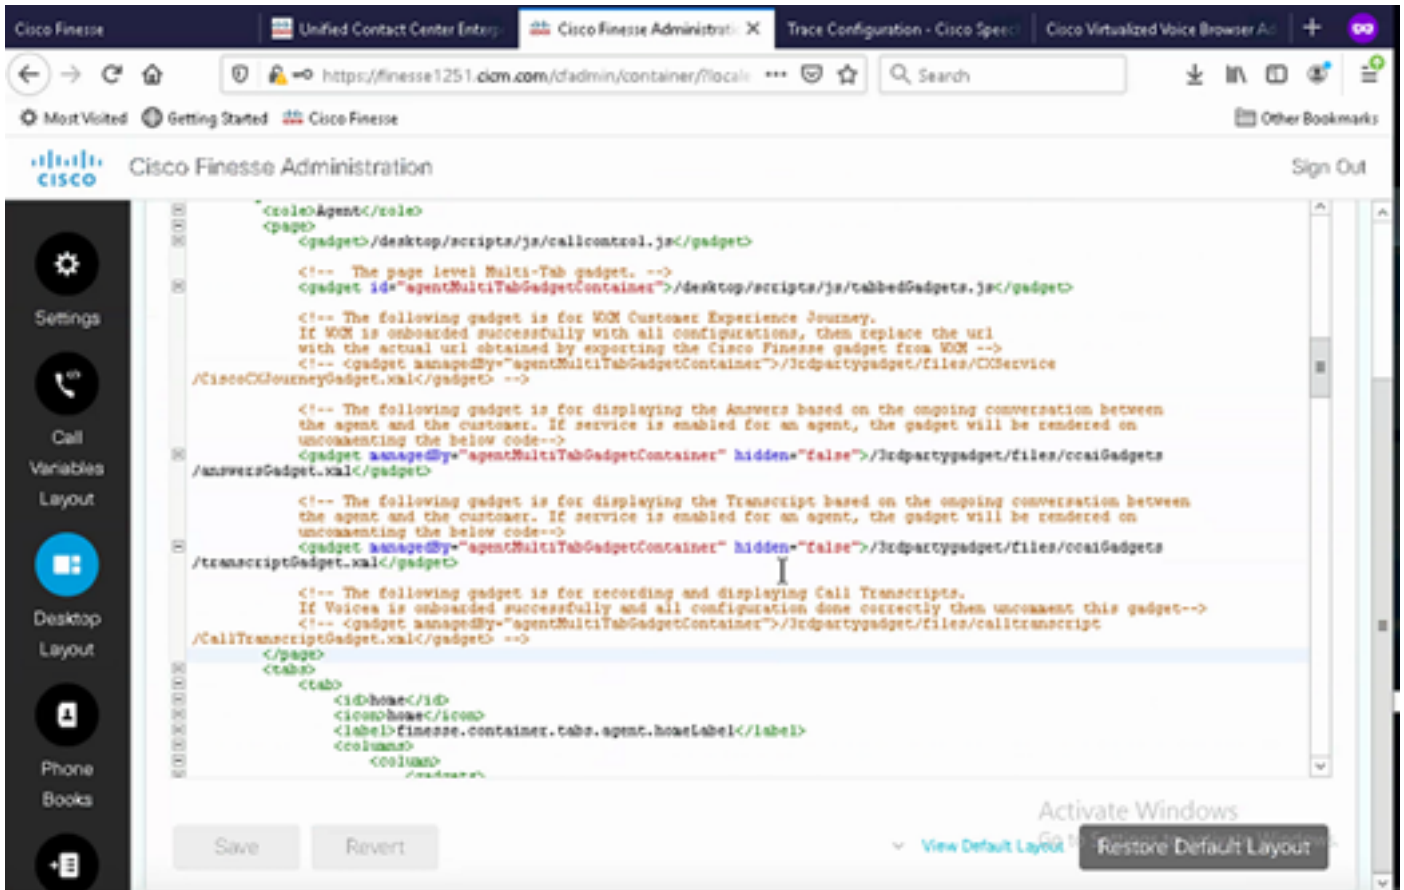 Cisco Finesse
Unified Contact Center Enterp
Cisco Finesse Administratio
Trace Configuration - Cisco Speec
Cisco Virtualized Voice Browser Ad
https://finesse1251.cicm.com/cfadmin/container/?locale
Search
Most Visited
Getting Started
Cisco Finesse
Other Bookmarks
CISCO
Cisco Finesse Administration
Sign Out
Settings
Call
Variables
Layout
Desktop
Layout
Phone
Books
<role>Agent</role>
<page>
<gadget>/desktop/scripts/js/callcontrol.js</gadget>
<!-- The page level Multi-Tab gadget. -->
<gadget id="agentMultiTabGadgetContainer">/desktop/scripts/js/tabbedGadgets.js</gadget>
<!-- The following gadget is for WXM Customer Experience Journey.
If WXM is onboarded successfully with all configurations, then replace the url
with the actual url obtained by exporting the Cisco Finesse gadget from WXM -->
<!-- <gadget managedBy="agentMultiTabGadgetContainer">/3rdpartygadget/files/CXService
/CiscoCXJourneyGadget.xml</gadget> -->
<!-- The following gadget is for displaying the Answers based on the ongoing conversation between
the agent and the customer. If service is enabled for an agent, the gadget will be rendered on
uncommenting the below code-->
<gadget managedBy="agentMultiTabGadgetContainer" hidden="false">/3rdpartygadget/files/ccaiGadgets
/answersGadget.xml</gadget>
<!-- The following gadget is for displaying the Transcript based on the ongoing conversation between
the agent and the customer. If service is enabled for an agent, the gadget will be rendered on
uncommenting the below code-->
<gadget managedBy="agentMultiTabGadgetContainer" hidden="false">/3rdpartygadget/files/ccaiGadgets
/transcriptGadget.xml</gadget>
<!-- The following gadget is for recording and displaying Call Transcripts.
If Voicea is onboarded successfully and all configuration done correctly then uncomment this gadget-->
<!-- <gadget managedBy="agentMultiTabGadgetContainer">/3rdpartygadget/files/calltranscript
/CallTranscriptGadget.xml</gadget> -->
</page>
<tabs>
<tab>
<id>home</id>
<icon>home</icon>
<label>finesse.container.tabs.agent.homeLabel</label>
<columns>
<column>
<gadgets>
Activate Windows
Save
Revert
View Default Layout
Restore Default Layout